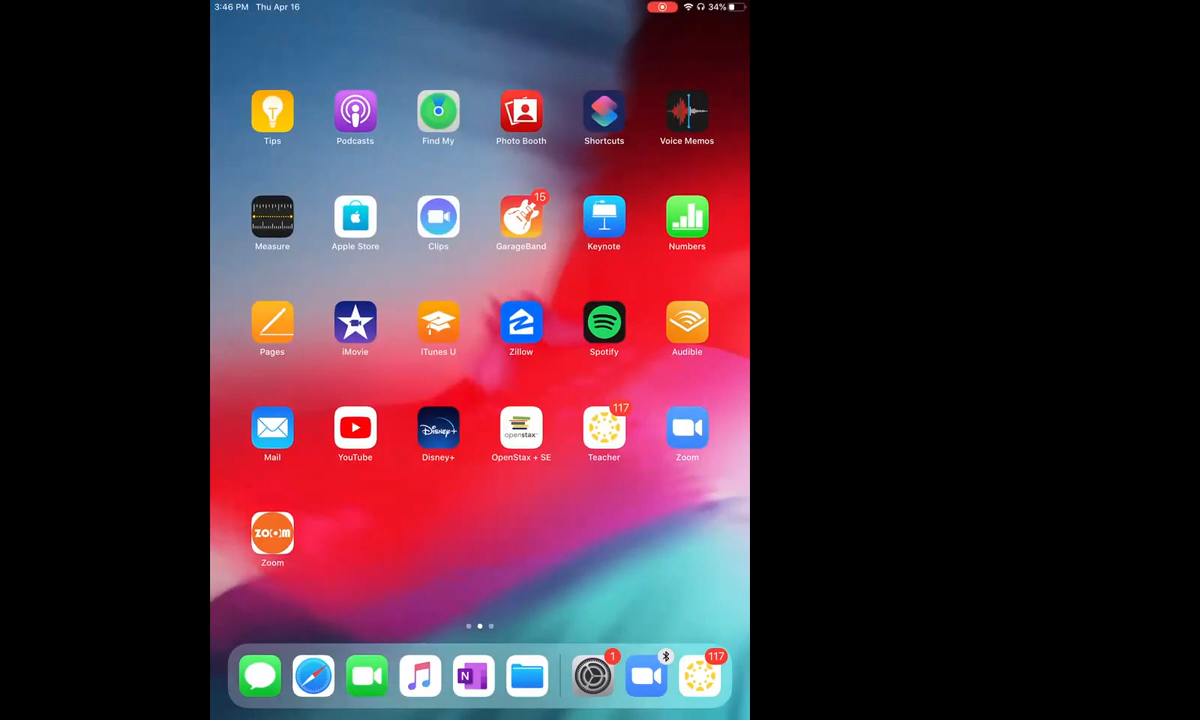 3:46 PM Thu Apr 16 34%
Tips Podcasts Find My Photo Booth Shortcuts Voice Memos
15
Measure Apple Store Clips GarageBand Keynote Numbers
Pages iMovie iTunes U Zillow Spotify Audible
Disney+ openstax 117
Mail YouTube Disney+ OpenStax + SE Teacher Zoom
ZOOM
Zoom
N 1 117